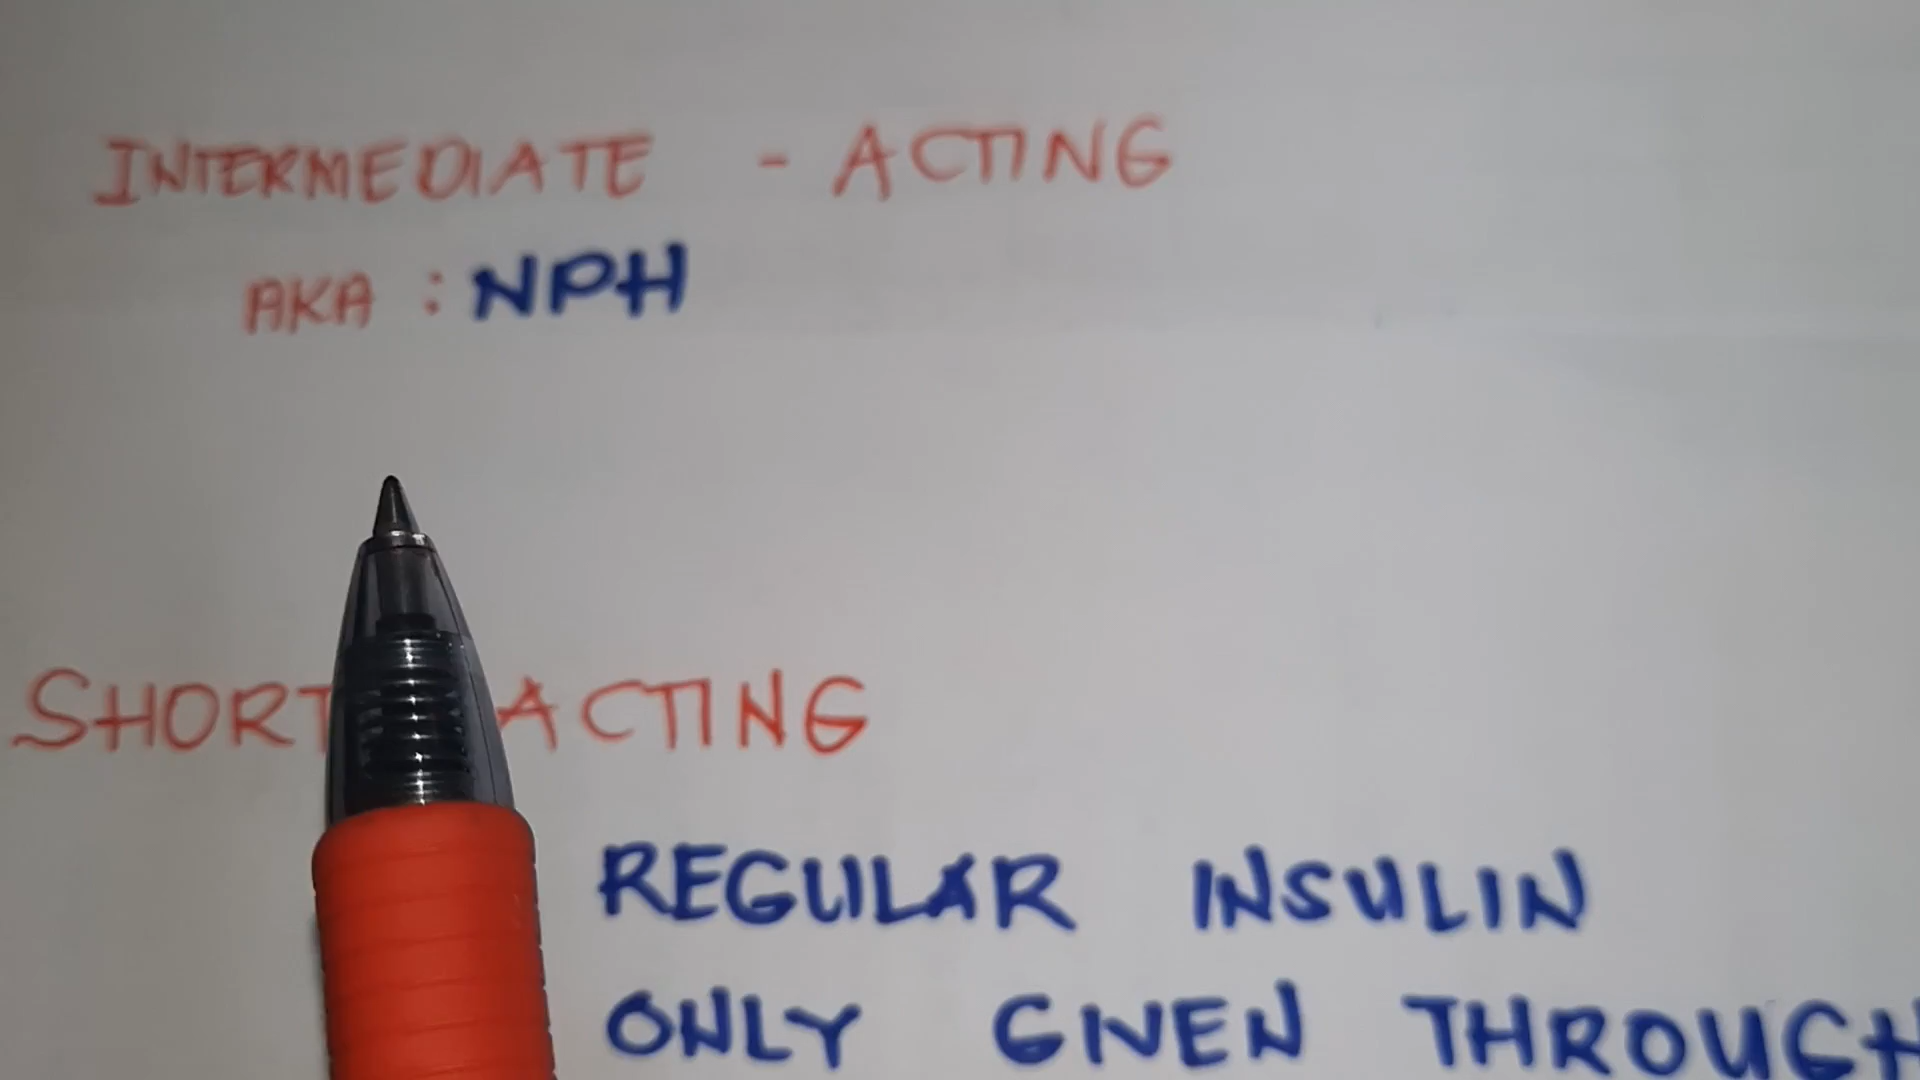 INTERMEDIATE - ACTING
AKA : NPH
SHORT ACTING
REGULAR INSULIN
ONLY GIVEN THROUGH